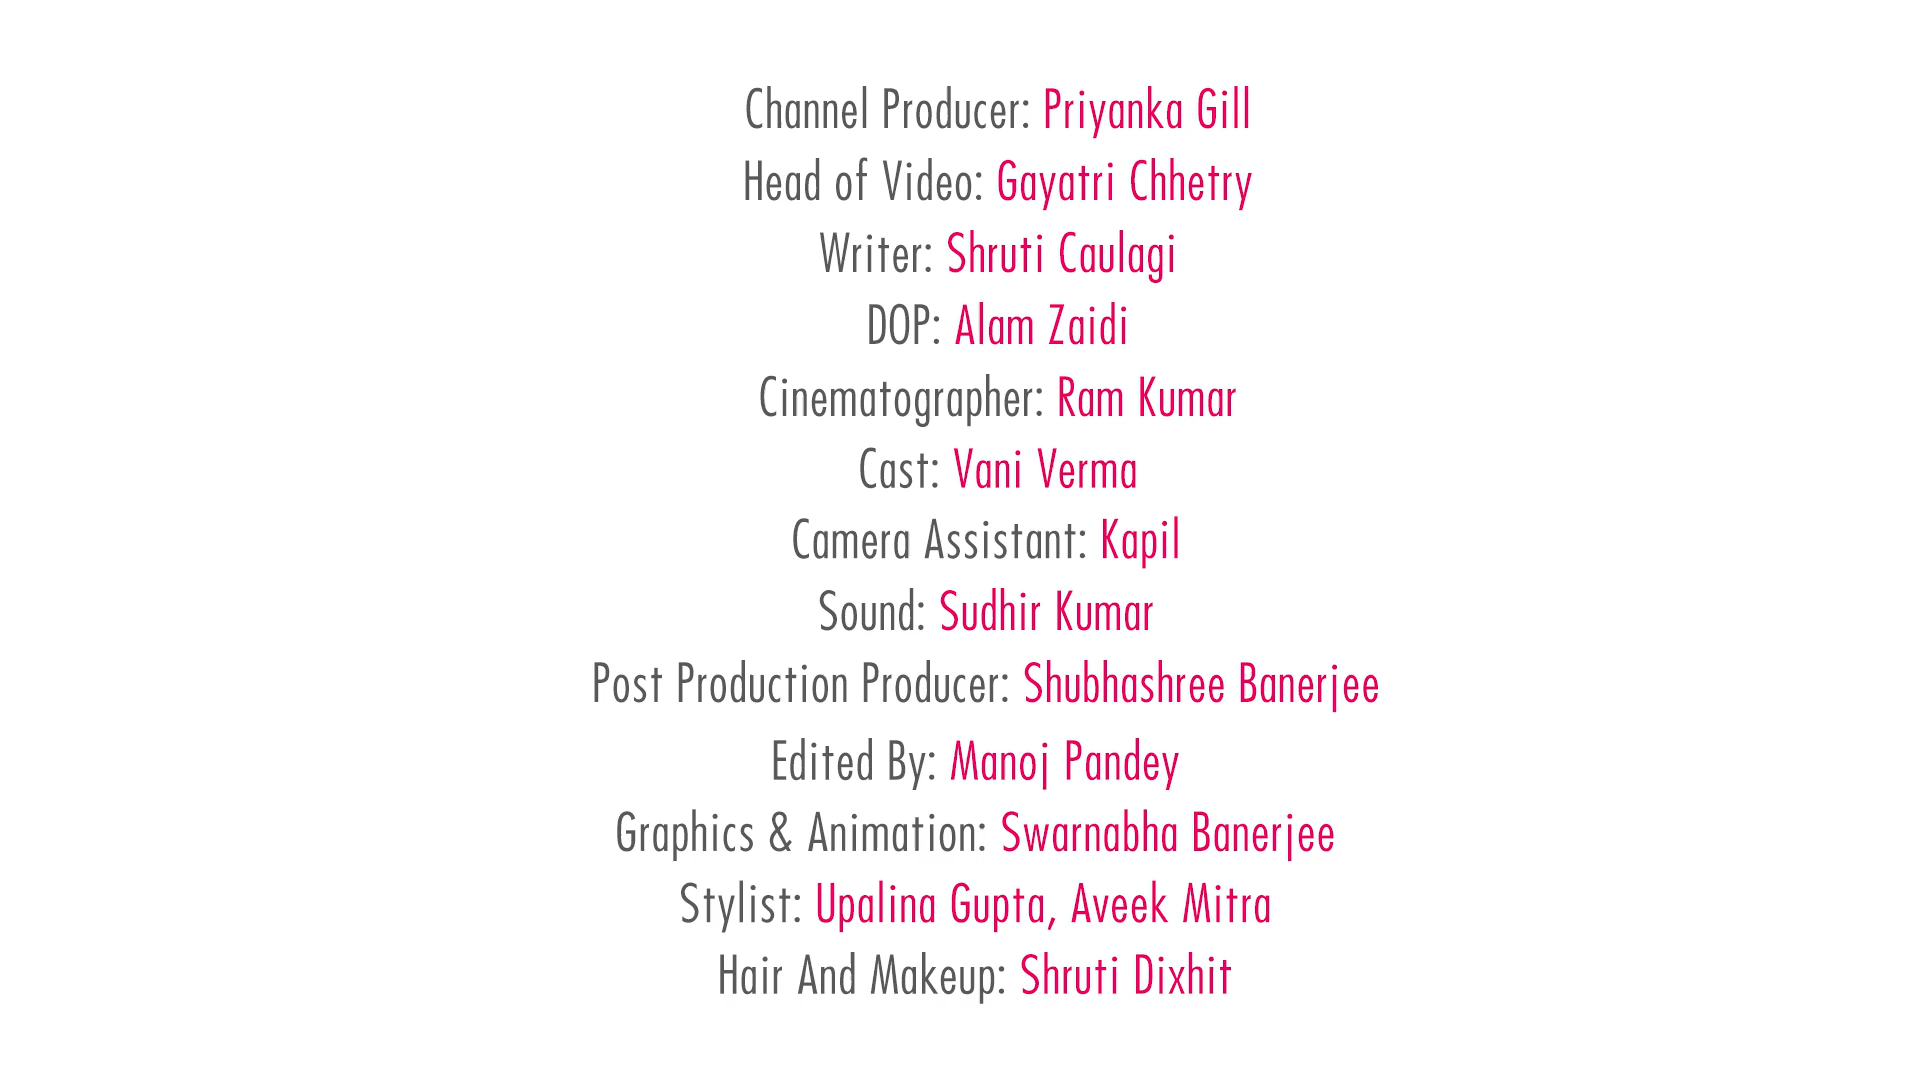 Channel Producer: Priyanka Gill
Head of Video: Gayatri Chhetry
Writer: Shruti Caulagi
DOP: Alam Zaidi
Cinematographer: Ram Kumar
Cast: Vani Verma
Camera Assistant: Kapil
Sound: Sudhir Kumar
Post Production Producer: Shubhashree Banerjee
Edited By: Manoj Pandey
Graphics & Animation: Swarnabha Banerjee
Stylist: Upalina Gupta, Aveek Mitra
Hair And Makeup: Shruti Dixhit